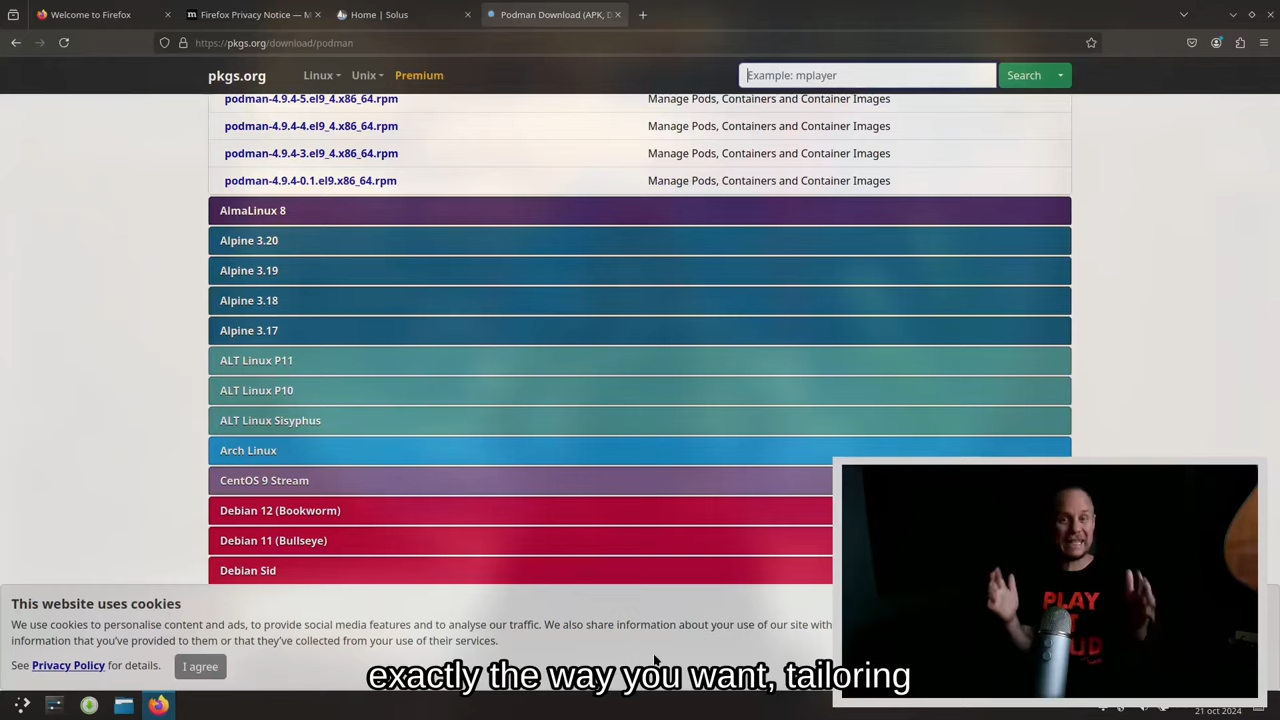 Welcome to Firefox
Firefox Privacy Notice — M
Home | Solus
Podman Download (APK, D
https://pkgs.org/download/podman
pkgs.org
Linux
Unix
Premium
Example: mplayer
Search
podman-4.9.4-5.el9_4.x86_64.rpm Manage Pods, Containers and Container Images
podman-4.9.4-4.el9_4.x86_64.rpm Manage Pods, Containers and Container Images
podman-4.9.4-3.el9_4.x86_64.rpm Manage Pods, Containers and Container Images
podman-4.9.4-0.1.el9.x86_64.rpm Manage Pods, Containers and Container Images
AlmaLinux 8
Alpine 3.20
Alpine 3.19
Alpine 3.18
Alpine 3.17
ALT Linux P11
ALT Linux P10
ALT Linux Sisyphus
Arch Linux
CentOS 9 Stream
Debian 12 (Bookworm)
Debian 11 (Bullseye)
Debian Sid
This website uses cookies
We use cookies to personalise content and ads, to provide social media features and to analyse our traffic. We also share information about your use of our site with
information that you've provided to them or that they've collected from your use of their services.
See Privacy Policy for details.
I agree
PLAY
exactly the way you want, tailoring
21 oct 2024